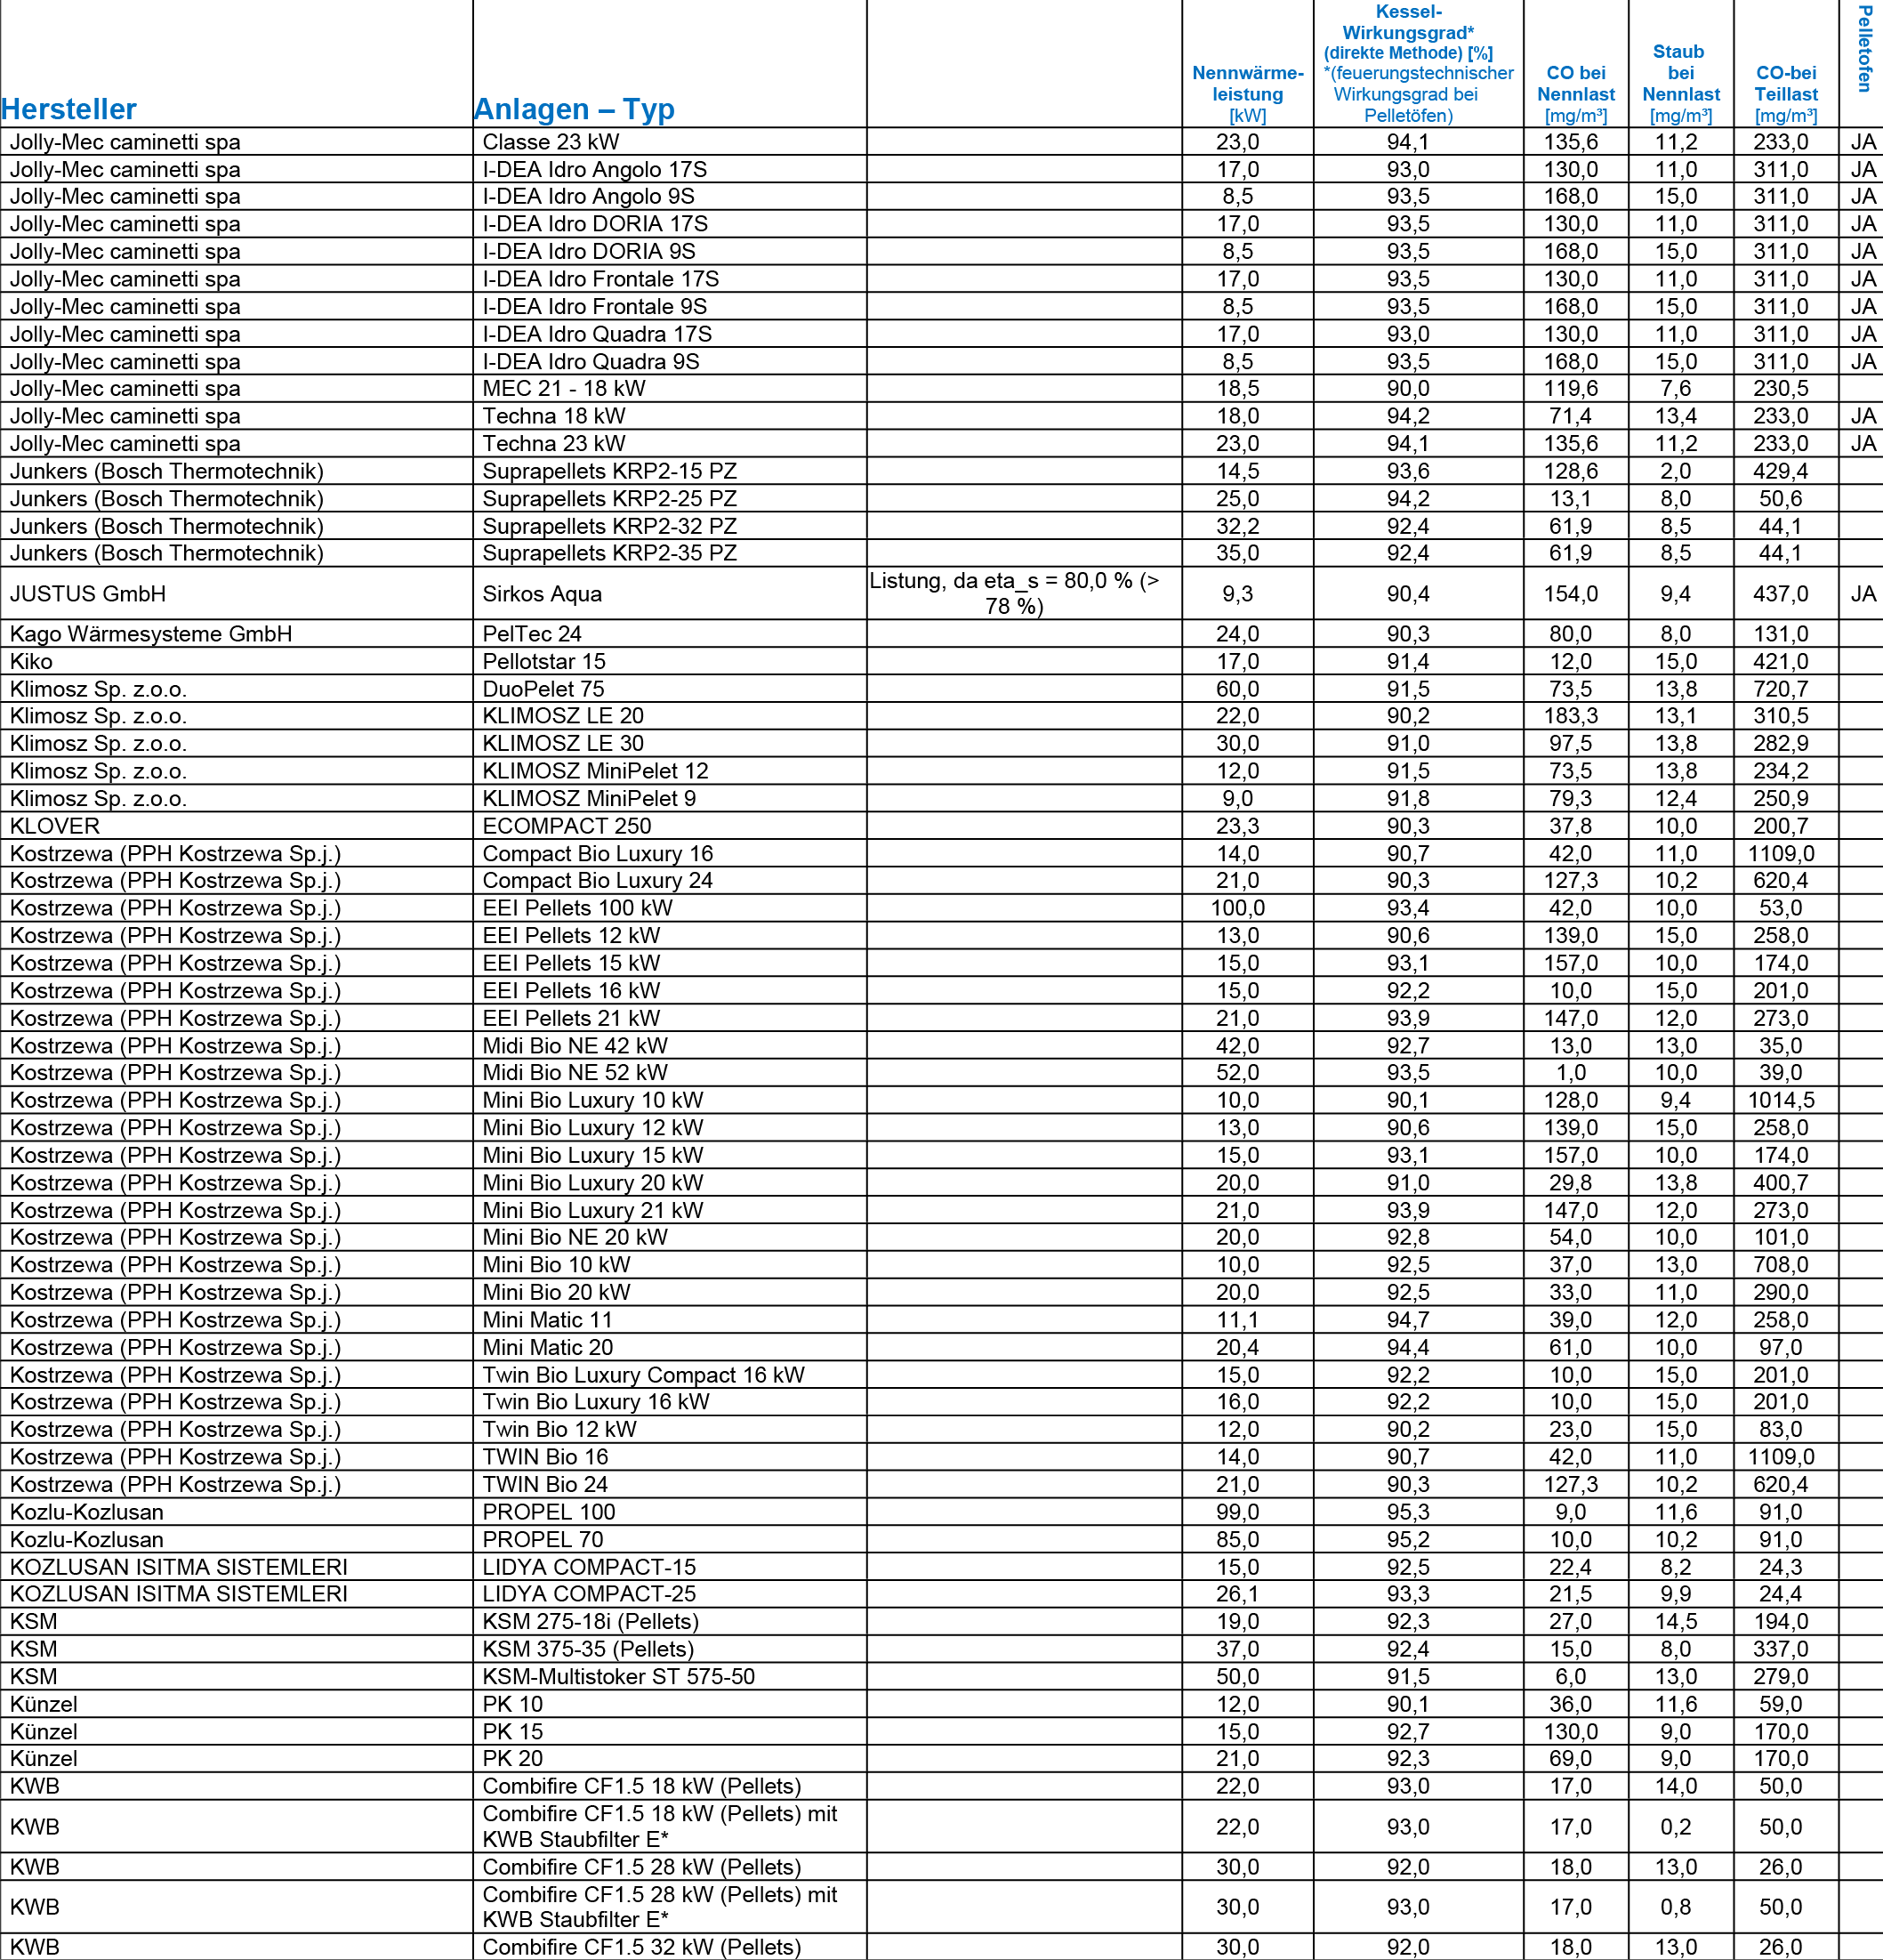 Hersteller Anlagen – Typ Nennwärme-leistung [kW] Kessel-Wirkungsgrad* (direkte Methode) [%] *(feuerungstechnischer Wirkungsgrad bei Pelletöfen) CO bei Nennlast [mg/m³] Staub bei Nennlast [mg/m³] CO-bei Teillast [mg/m³] Pelletofen
Jolly-Mec caminetti spa Classe 23 kW 23,0 94,1 135,6 11,2 233,0 JA
Jolly-Mec caminetti spa I-DEA Idro Angolo 17S 17,0 93,0 130,0 11,0 311,0 JA
Jolly-Mec caminetti spa I-DEA Idro Angolo 9S 8,5 93,5 168,0 15,0 311,0 JA
Jolly-Mec caminetti spa I-DEA Idro DORIA 17S 17,0 93,5 130,0 11,0 311,0 JA
Jolly-Mec caminetti spa I-DEA Idro DORIA 9S 8,5 93,5 168,0 15,0 311,0 JA
Jolly-Mec caminetti spa I-DEA Idro Frontale 17S 17,0 93,5 130,0 11,0 311,0 JA
Jolly-Mec caminetti spa I-DEA Idro Frontale 9S 8,5 93,5 168,0 15,0 311,0 JA
Jolly-Mec caminetti spa I-DEA Idro Quadra 17S 17,0 93,0 130,0 11,0 311,0 JA
Jolly-Mec caminetti spa I-DEA Idro Quadra 9S 8,5 93,5 168,0 15,0 311,0 JA
Jolly-Mec caminetti spa MEC 21 - 18 kW 18,5 90,0 119,6 7,6 230,5
Jolly-Mec caminetti spa Techna 18 kW 18,0 94,2 71,4 13,4 233,0 JA
Jolly-Mec caminetti spa Techna 23 kW 23,0 94,1 135,6 11,2 233,0 JA
Junkers (Bosch Thermotechnik) Suprapellets KRP2-15 PZ 14,5 93,6 128,6 2,0 429,4
Junkers (Bosch Thermotechnik) Suprapellets KRP2-25 PZ 25,0 94,2 13,1 8,0 50,6
Junkers (Bosch Thermotechnik) Suprapellets KRP2-32 PZ 32,2 92,4 61,9 8,5 44,1
Junkers (Bosch Thermotechnik) Suprapellets KRP2-35 PZ 35,0 92,4 61,9 8,5 44,1
JUSTUS GmbH Sirkos Aqua Listung, da eta_s = 80,0 % (> 78 %) 9,3 90,4 154,0 9,4 437,0 JA
Kago Wärmesysteme GmbH PelTec 24 24,0 90,3 80,0 8,0 131,0
Kiko Pellotstar 15 17,0 91,4 12,0 15,0 421,0
Klimosz Sp. z.o.o. DuoPelet 75 60,0 91,5 73,5 13,8 720,7
Klimosz Sp. z.o.o. KLIMOSZ LE 20 22,0 90,2 183,3 13,1 310,5
Klimosz Sp. z.o.o. KLIMOSZ LE 30 30,0 91,0 97,5 13,8 282,9
Klimosz Sp. z.o.o. KLIMOSZ MiniPelet 12 12,0 91,5 73,5 13,8 234,2
Klimosz Sp. z.o.o. KLIMOSZ MiniPelet 9 9,0 91,8 79,3 12,4 250,9
KLOVER ECOMPACT 250 23,3 90,3 37,8 10,0 200,7
Kostrzewa (PPH Kostrzewa Sp.j.) Compact Bio Luxury 16 14,0 90,7 42,0 11,0 1109,0
Kostrzewa (PPH Kostrzewa Sp.j.) Compact Bio Luxury 24 21,0 90,3 127,3 10,2 620,4
Kostrzewa (PPH Kostrzewa Sp.j.) EEI Pellets 100 kW 100,0 93,4 42,0 10,0 53,0
Kostrzewa (PPH Kostrzewa Sp.j.) EEI Pellets 12 kW 13,0 90,6 139,0 15,0 258,0
Kostrzewa (PPH Kostrzewa Sp.j.) EEI Pellets 15 kW 15,0 93,1 157,0 10,0 174,0
Kostrzewa (PPH Kostrzewa Sp.j.) EEI Pellets 16 kW 15,0 92,2 10,0 15,0 201,0
Kostrzewa (PPH Kostrzewa Sp.j.) EEI Pellets 21 kW 21,0 93,9 147,0 12,0 273,0
Kostrzewa (PPH Kostrzewa Sp.j.) Midi Bio NE 42 kW 42,0 92,7 13,0 13,0 35,0
Kostrzewa (PPH Kostrzewa Sp.j.) Midi Bio NE 52 kW 52,0 93,5 1,0 10,0 39,0
Kostrzewa (PPH Kostrzewa Sp.j.) Mini Bio Luxury 10 kW 10,0 90,1 128,0 9,4 1014,5
Kostrzewa (PPH Kostrzewa Sp.j.) Mini Bio Luxury 12 kW 13,0 90,6 139,0 15,0 258,0
Kostrzewa (PPH Kostrzewa Sp.j.) Mini Bio Luxury 15 kW 15,0 93,1 157,0 10,0 174,0
Kostrzewa (PPH Kostrzewa Sp.j.) Mini Bio Luxury 20 kW 20,0 91,0 29,8 13,8 400,7
Kostrzewa (PPH Kostrzewa Sp.j.) Mini Bio Luxury 21 kW 21,0 93,9 147,0 12,0 273,0
Kostrzewa (PPH Kostrzewa Sp.j.) Mini Bio NE 20 kW 20,0 92,8 54,0 10,0 101,0
Kostrzewa (PPH Kostrzewa Sp.j.) Mini Bio 10 kW 10,0 92,5 37,0 13,0 708,0
Kostrzewa (PPH Kostrzewa Sp.j.) Mini Bio 20 kW 20,0 92,5 33,0 11,0 290,0
Kostrzewa (PPH Kostrzewa Sp.j.) Mini Matic 11 11,1 94,7 39,0 12,0 258,0
Kostrzewa (PPH Kostrzewa Sp.j.) Mini Matic 20 20,4 94,4 61,0 10,0 97,0
Kostrzewa (PPH Kostrzewa Sp.j.) Twin Bio Luxury Compact 16 kW 15,0 92,2 10,0 15,0 201,0
Kostrzewa (PPH Kostrzewa Sp.j.) Twin Bio Luxury 16 kW 16,0 92,2 10,0 15,0 201,0
Kostrzewa (PPH Kostrzewa Sp.j.) Twin Bio 12 kW 12,0 90,2 23,0 15,0 83,0
Kostrzewa (PPH Kostrzewa Sp.j.) TWIN Bio 16 14,0 90,7 42,0 11,0 1109,0
Kostrzewa (PPH Kostrzewa Sp.j.) TWIN Bio 24 21,0 90,3 127,3 10,2 620,4
Kozlu-Kozlusan PROPEL 100 99,0 95,3 9,0 11,6 91,0
Kozlu-Kozlusan PROPEL 70 85,0 95,2 10,0 10,2 91,0
KOZLUSAN ISITMA SISTEMLERI LIDYA COMPACT-15 15,0 92,5 22,4 8,2 24,3
KOZLUSAN ISITMA SISTEMLERI LIDYA COMPACT-25 26,1 93,3 21,5 9,9 24,4
KSM KSM 275-18i (Pellets) 19,0 92,3 27,0 14,5 194,0
KSM KSM 375-35 (Pellets) 37,0 92,4 15,0 8,0 337,0
KSM KSM-Multistoker ST 575-50 50,0 91,5 6,0 13,0 279,0
Künzel PK 10 12,0 90,1 36,0 11,6 59,0
Künzel PK 15 15,0 92,7 130,0 9,0 170,0
Künzel PK 20 21,0 92,3 69,0 9,0 170,0
KWB Combifire CF1.5 18 kW (Pellets) 22,0 93,0 17,0 14,0 50,0
KWB Combifire CF1.5 18 kW (Pellets) mit KWB Staubfilter E* 22,0 93,0 17,0 0,2 50,0
KWB Combifire CF1.5 28 kW (Pellets) 30,0 92,0 18,0 13,0 26,0
KWB Combifire CF1.5 28 kW (Pellets) mit KWB Staubfilter E* 30,0 93,0 17,0 0,8 50,0
KWB Combifire CF1.5 32 kW (Pellets) 30,0 92,0 18,0 13,0 26,0